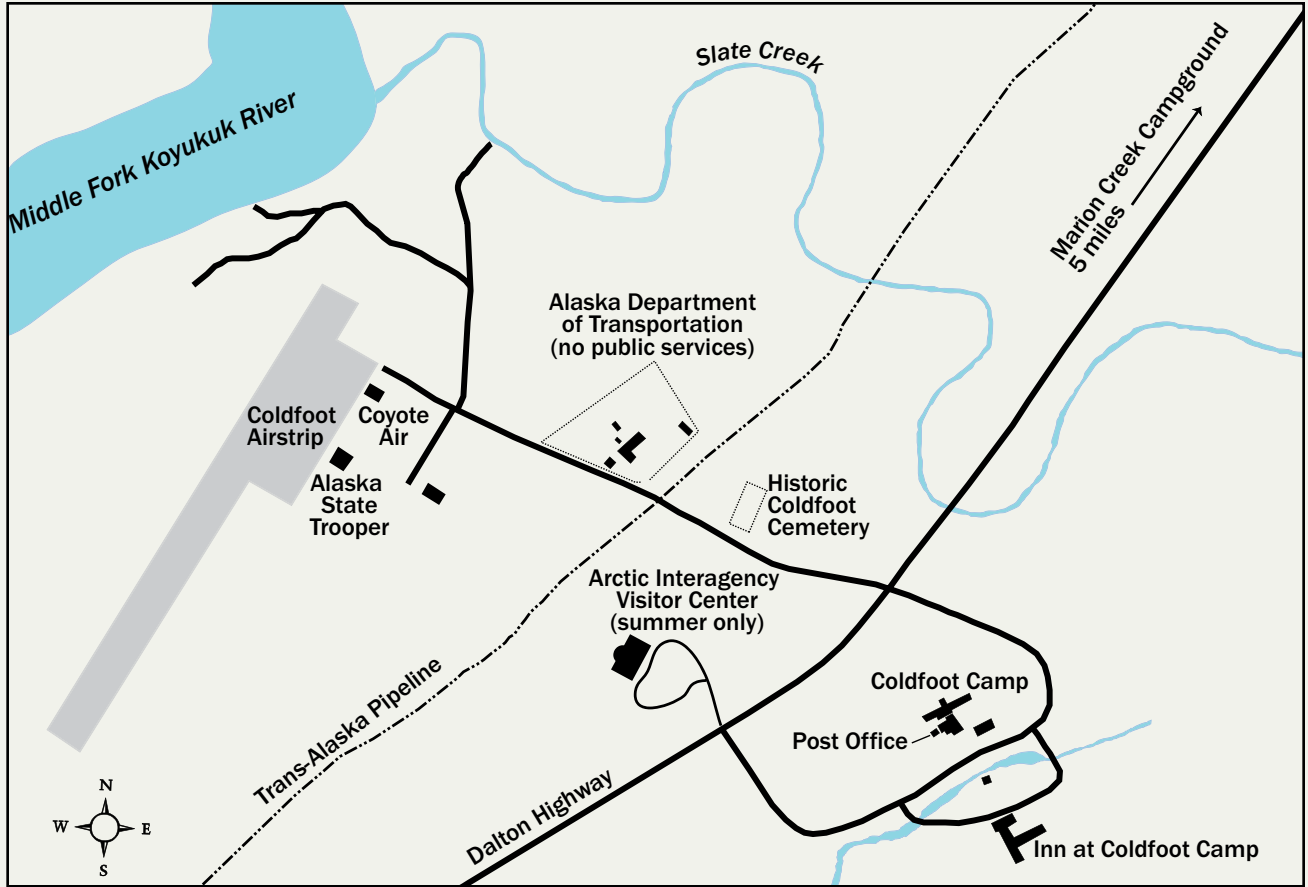 Slate Creek
Middle Fork Koyukuk River
Marion Creek Campground
5 miles
Alaska Department
of Transportation
(no public services)
Coldfoot
Airstrip
Coyote
Air
Alaska
State
Trooper
Historic
Coldfoot
Cemetery
Arctic Interagency
Visitor Center
(summer only)
Trans-Alaska Pipeline
Coldfoot Camp
Post Office
Dalton Highway
Inn at Coldfoot Camp
N
W E
S